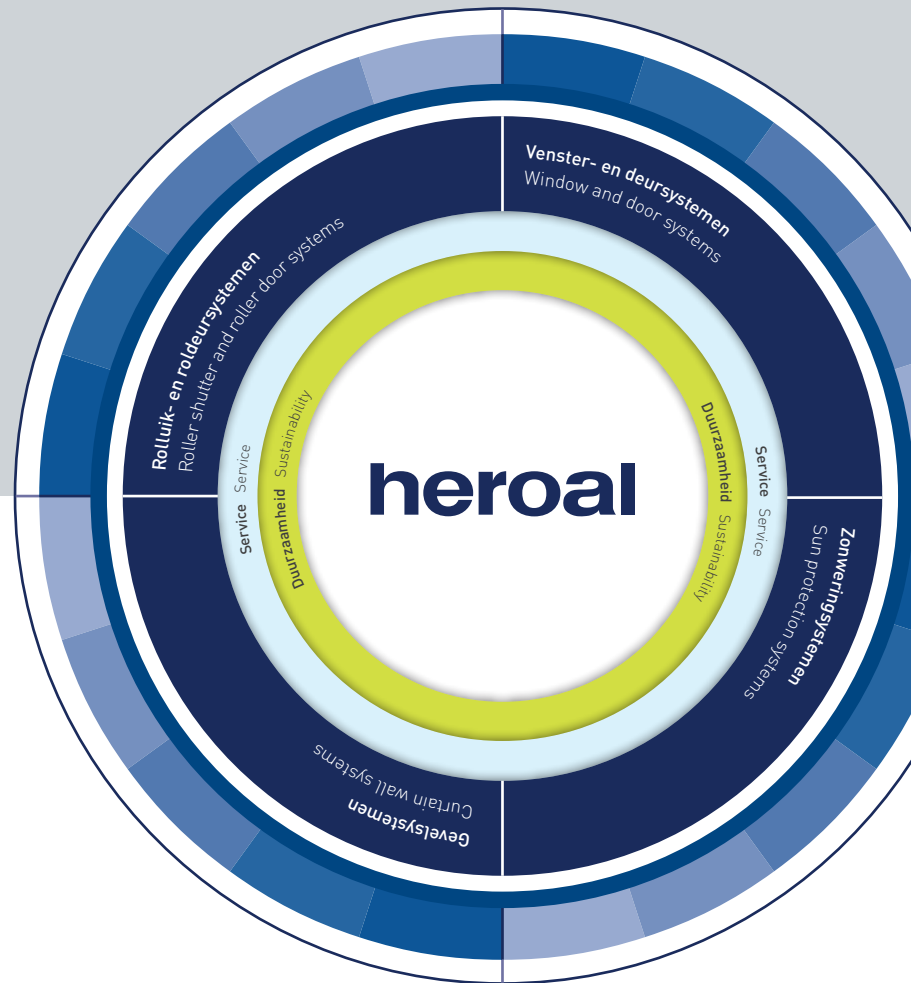 Venster- en deursystemen
Window and door systems
Rolluik- en roldeursystemen
Roller shutter and roller door systems
Service Service
Duurzaamheid Sustainability
heroal
Duurzaamheid Sustainability
Service Service
Zonweringsystemen
Sun protection systems
Gevelsystemen
Curtain wall systems